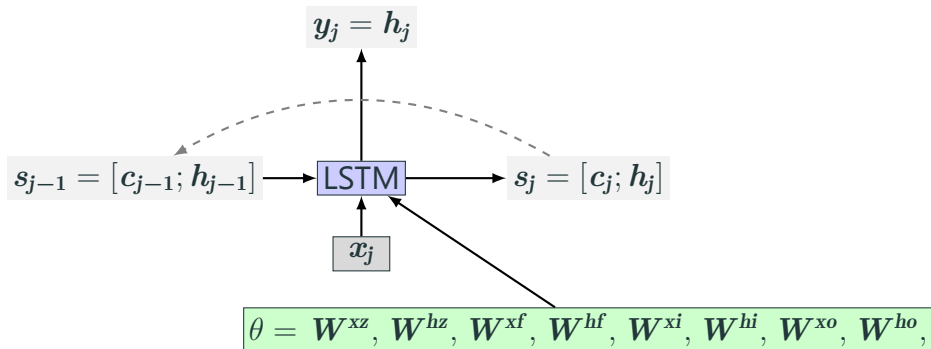 y_j = h_j
s_{j−1} = [c_{j−1}; h_{j−1}] LSTM s_j = [c_j; h_j]
x_j
θ = W^{xz}, W^{hz}, W^{xf}, W^{hf}, W^{xi}, W^{hi}, W^{xo}, W^{ho},